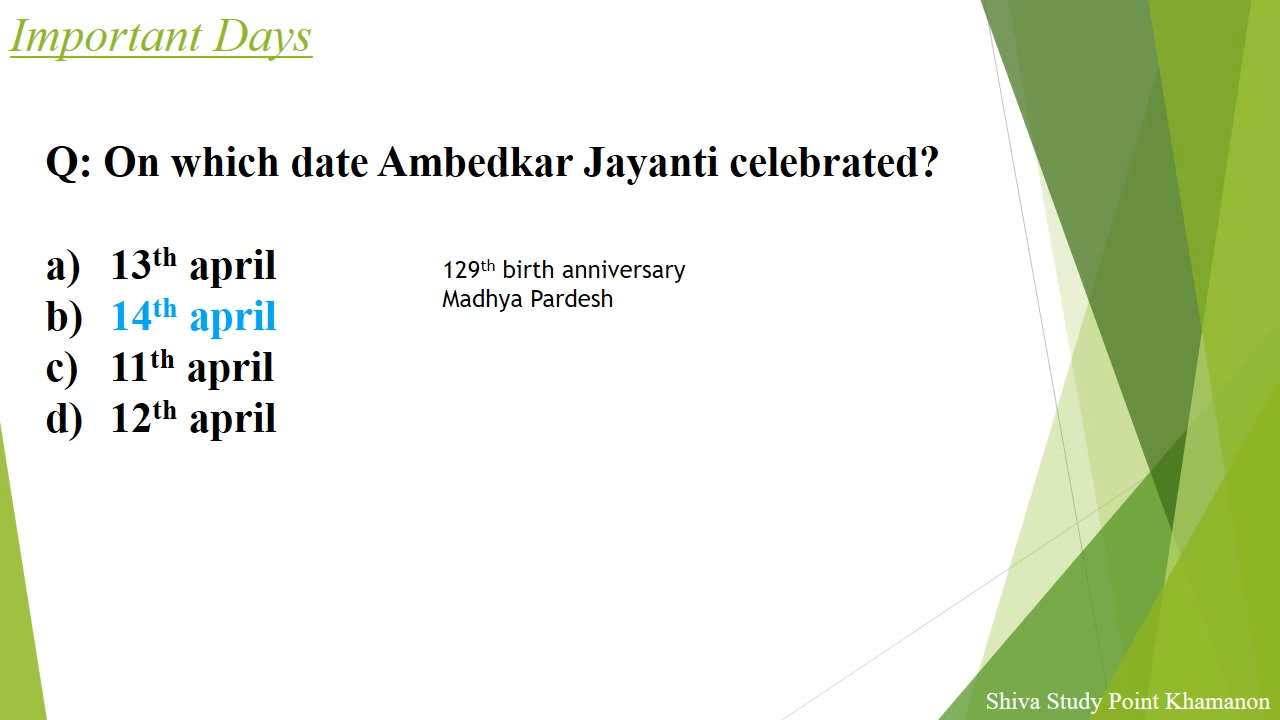 Important Days
Q: On which date Ambedkar Jayanti celebrated?
a) 13th april
b) 14th april
c) 11th april
d) 12th april
129th birth anniversary
Madhya Pardesh
Shiva Study Point Khamanon